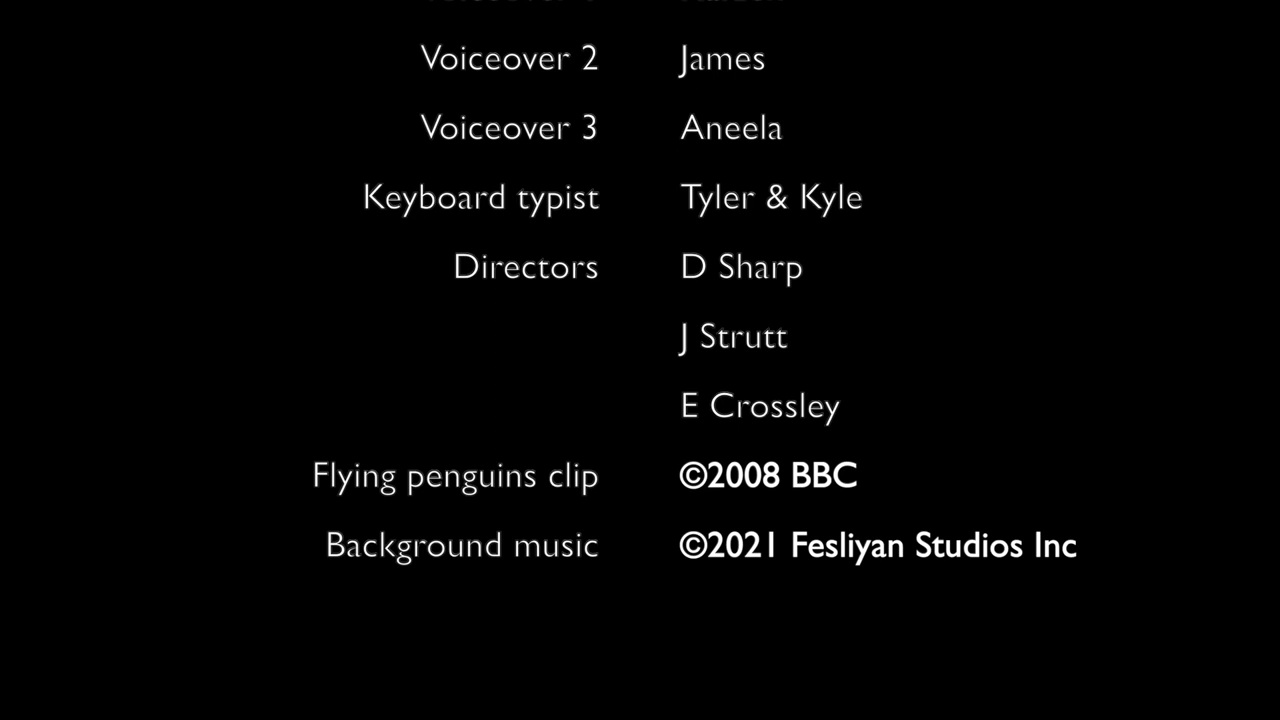 Voiceover 2 James
Voiceover 3 Aneela
Keyboard typist Tyler & Kyle
Directors D Sharp
J Strutt
E Crossley
Flying penguins clip ©2008 BBC
Background music ©2021 Fesliyan Studios Inc